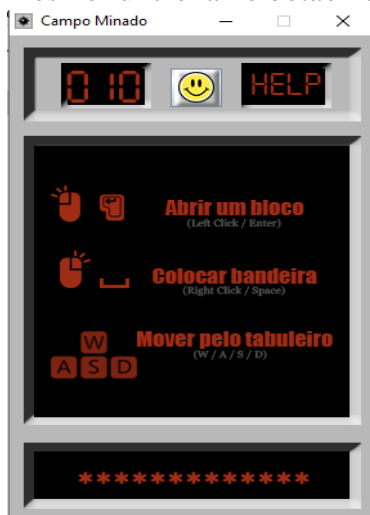 Campo Minado
010 HELP
Abrir um bloco
(Left Click / Enter)
Colocar bandeira
(Right Click / Space)
Mover pelo tabuleiro
W
(W / A / S / D)
A S D
*************